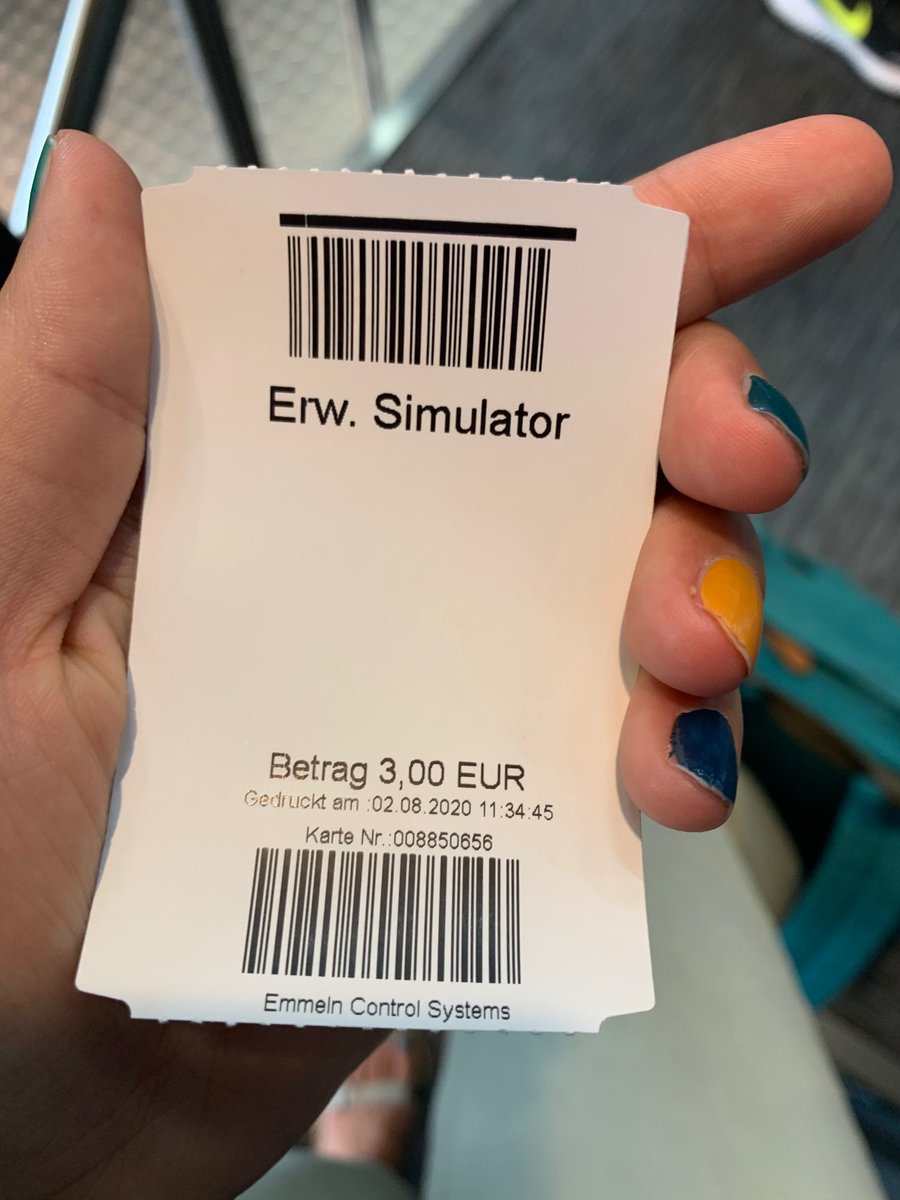 Erw. Simulator
Betrag 3,00 EUR
Gedruckt am :02.08.2020 11:34:45
Karte Nr.:008850656
Emmeln Control Systems